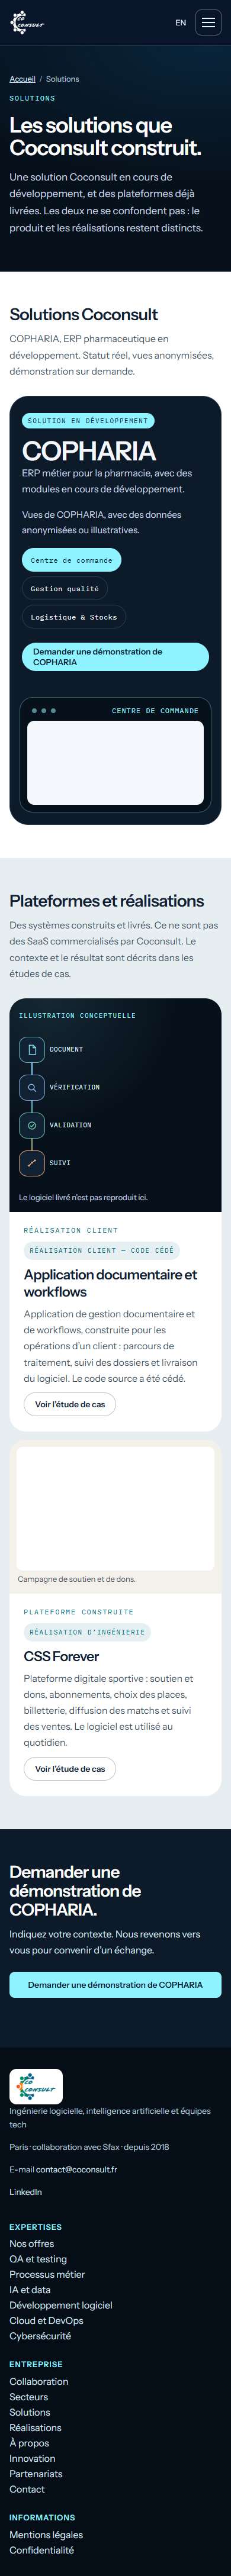 CO
CONSULT
EN
Accueil / Solutions
SOLUTIONS
Les solutions que
Coconsult construit.
Une solution Coconsult en cours de
développement, et des plateformes déjà
livrées. Les deux ne se confondent pas : le
produit et les réalisations restent distincts.
Solutions Coconsult
COPHARIA, ERP pharmaceutique en
développement. Statut réel, vues anonymisées,
démonstration sur demande.
SOLUTION EN DÉVELOPPEMENT
COPHARIA
ERP métier pour la pharmacie, avec des
modules en cours de développement.
Vues de COPHARIA, avec des données
anonymisées ou illustratives.
Centre de commande
Gestion qualité
Logistique & Stocks
Demander une démonstration de
COPHARIA
CENTRE DE COMMANDE
Plateformes et réalisations
Des systèmes construits et livrés. Ce ne sont pas
des SaaS commercialisés par Coconsult. Le
contexte et le résultat sont décrits dans les
études de cas.
ILLUSTRATION CONCEPTUELLE
DOCUMENT
VÉRIFICATION
VALIDATION
SUIVI
Le logiciel livré n'est pas reproduit ici.
RÉALISATION CLIENT
RÉALISATION CLIENT — CODE CÉDÉ
Application documentaire et
workflows
Application de gestion documentaire et
de workflows, construite pour les
opérations d'un client : parcours de
traitement, suivi des dossiers et livraison
du logiciel. Le code source a été cédé.
Voir l'étude de cas
Campagne de soutien et de dons.
PLATEFORME CONSTRUITE
RÉALISATION D'INGÉNIERIE
CSS Forever
Plateforme digitale sportive : soutien et
dons, abonnements, choix des places,
billetterie, diffusion des matchs et suivi
des ventes. Le logiciel est utilisé au
quotidien.
Voir l'étude de cas
Demander une
démonstration de
COPHARIA.
Indiquez votre contexte. Nous revenons vers
vous pour convenir d'un échange.
Demander une démonstration de COPHARIA
CO
CONSULT
Ingénierie logicielle, intelligence artificielle et équipes
tech
Paris · collaboration avec Sfax · depuis 2018
E-mail contact@coconsult.fr
LinkedIn
EXPERTISES
Nos offres
QA et testing
Processus métier
IA et data
Développement logiciel
Cloud et DevOps
Cybersécurité
ENTREPRISE
Collaboration
Secteurs
Solutions
Réalisations
À propos
Innovation
Partenariats
Contact
INFORMATIONS
Mentions légales
Confidentialité